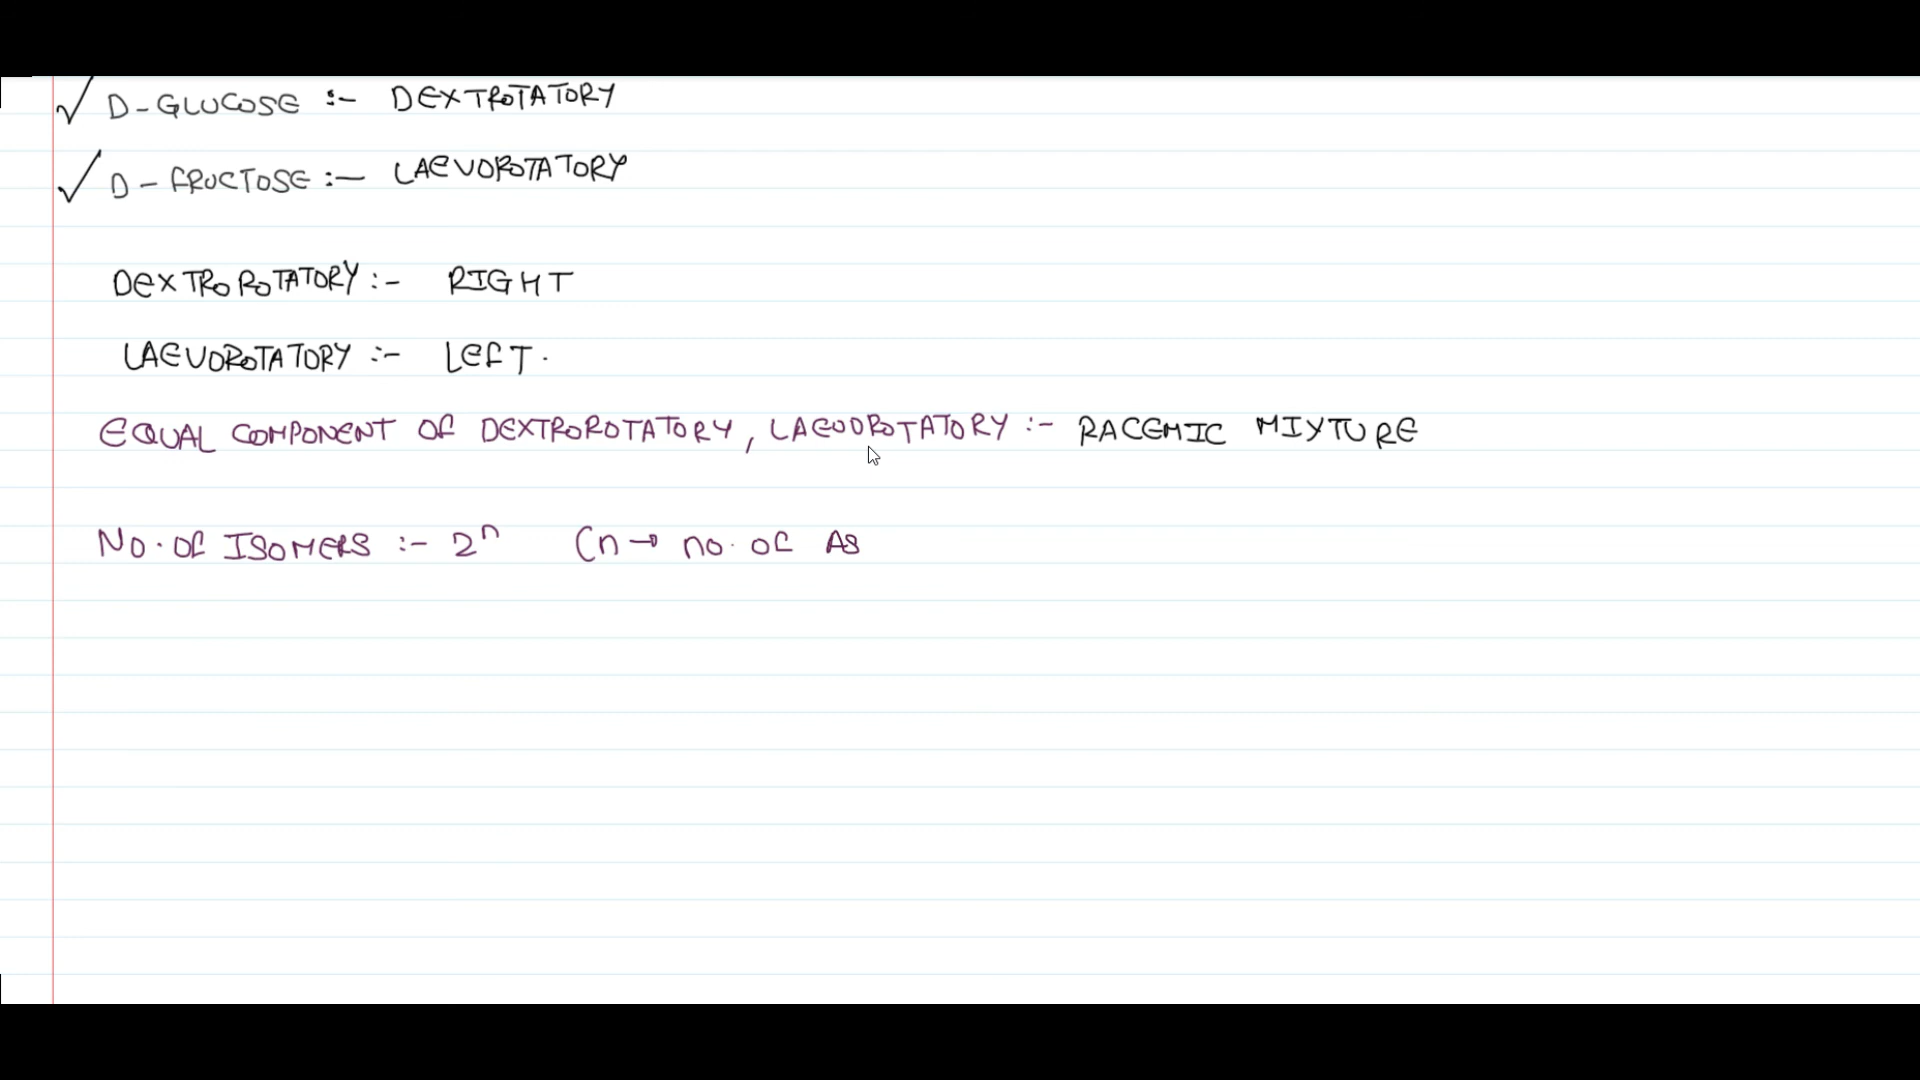 ✓ D-GLUCOSE :- DEXTROTATORY
✓ D-FRUCTOSE :- LAEVOROTATORY
DEXTROROTATORY :- RIGHT
LAEVOROTATORY :- LEFT.
EQUAL COMPONENT OF DEXTROROTATORY, LAEVOROTATORY :- RACEMIC MIXTURE
NO. OF ISOMERS :- 2ⁿ (n → no. of AS